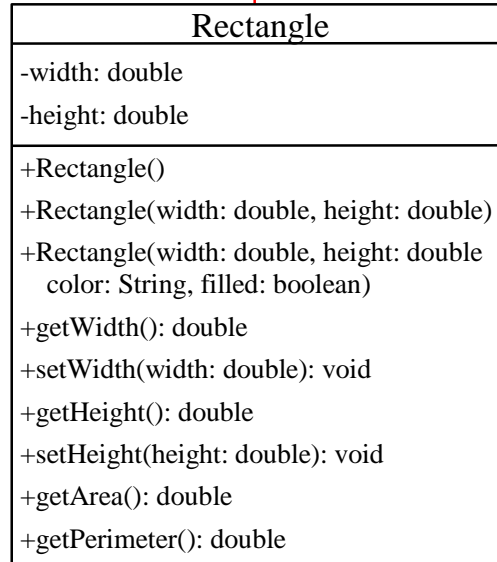 Rectangle
-width: double
-height: double
+Rectangle()
+Rectangle(width: double, height: double)
+Rectangle(width: double, height: double
color: String, filled: boolean)
+getWidth(): double
+setWidth(width: double): void
+getHeight(): double
+setHeight(height: double): void
+getArea(): double
+getPerimeter(): double